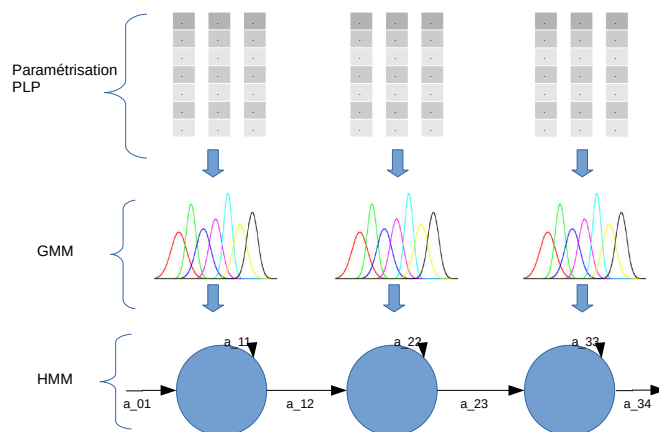 Paramétrisation
PLP
GMM
HMM
a_11
a_22
a_33
a_01
a_12
a_23
a_34